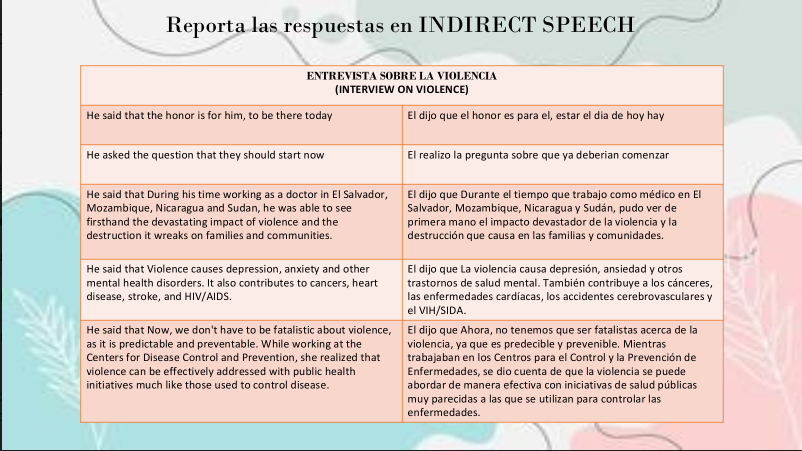 Reporta las respuestas en INDIRECT SPEECH
ENTREVISTA SOBRE LA VIOLENCIA
(INTERVIEW ON VIOLENCE)
He said that the honor is for him, to be there today
El dijo que el honor es para el, estar el dia de hoy hay
He asked the question that they should start now
El realizo la pregunta sobre que ya deberian comenzar
He said that During his time working as a doctor in El Salvador,
Mozambique, Nicaragua and Sudan, he was able to see
firsthand the devastating impact of violence and the
destruction it wreaks on families and communities.
El dijo que Durante el tiempo que trabajo como médico en El
Salvador, Mozambique, Nicaragua y Sudán, pudo ver de
primera mano el impacto devastador de la violencia y la
destrucción que causa en las familias y comunidades.
He said that Violence causes depression, anxiety and other
mental health disorders. It also contributes to cancers, heart
disease, stroke, and HIV/AIDS.
El dijo que La violencia causa depresión, ansiedad y otros
trastornos de salud mental. También contribuye a los cánceres,
las enfermedades cardíacas, los accidentes cerebrovasculares y
el VIH/SIDA.
He said that Now, we don't have to be fatalistic about violence,
as it is predictable and preventable. While working at the
Centers for Disease Control and Prevention, she realized that
violence can be effectively addressed with public health
initiatives much like those used to control disease.
El dijo que Ahora, no tenemos que ser fatalistas acerca de la
violencia, ya que es predecible y prevenible. Mientras
trabajaban en los Centros para el Control y la Prevención de
Enfermedades, se dio cuenta de que la violencia se puede
abordar de manera efectiva con iniciativas de salud públicas
muy parecidas a las que se utilizan para controlar las
enfermedades.